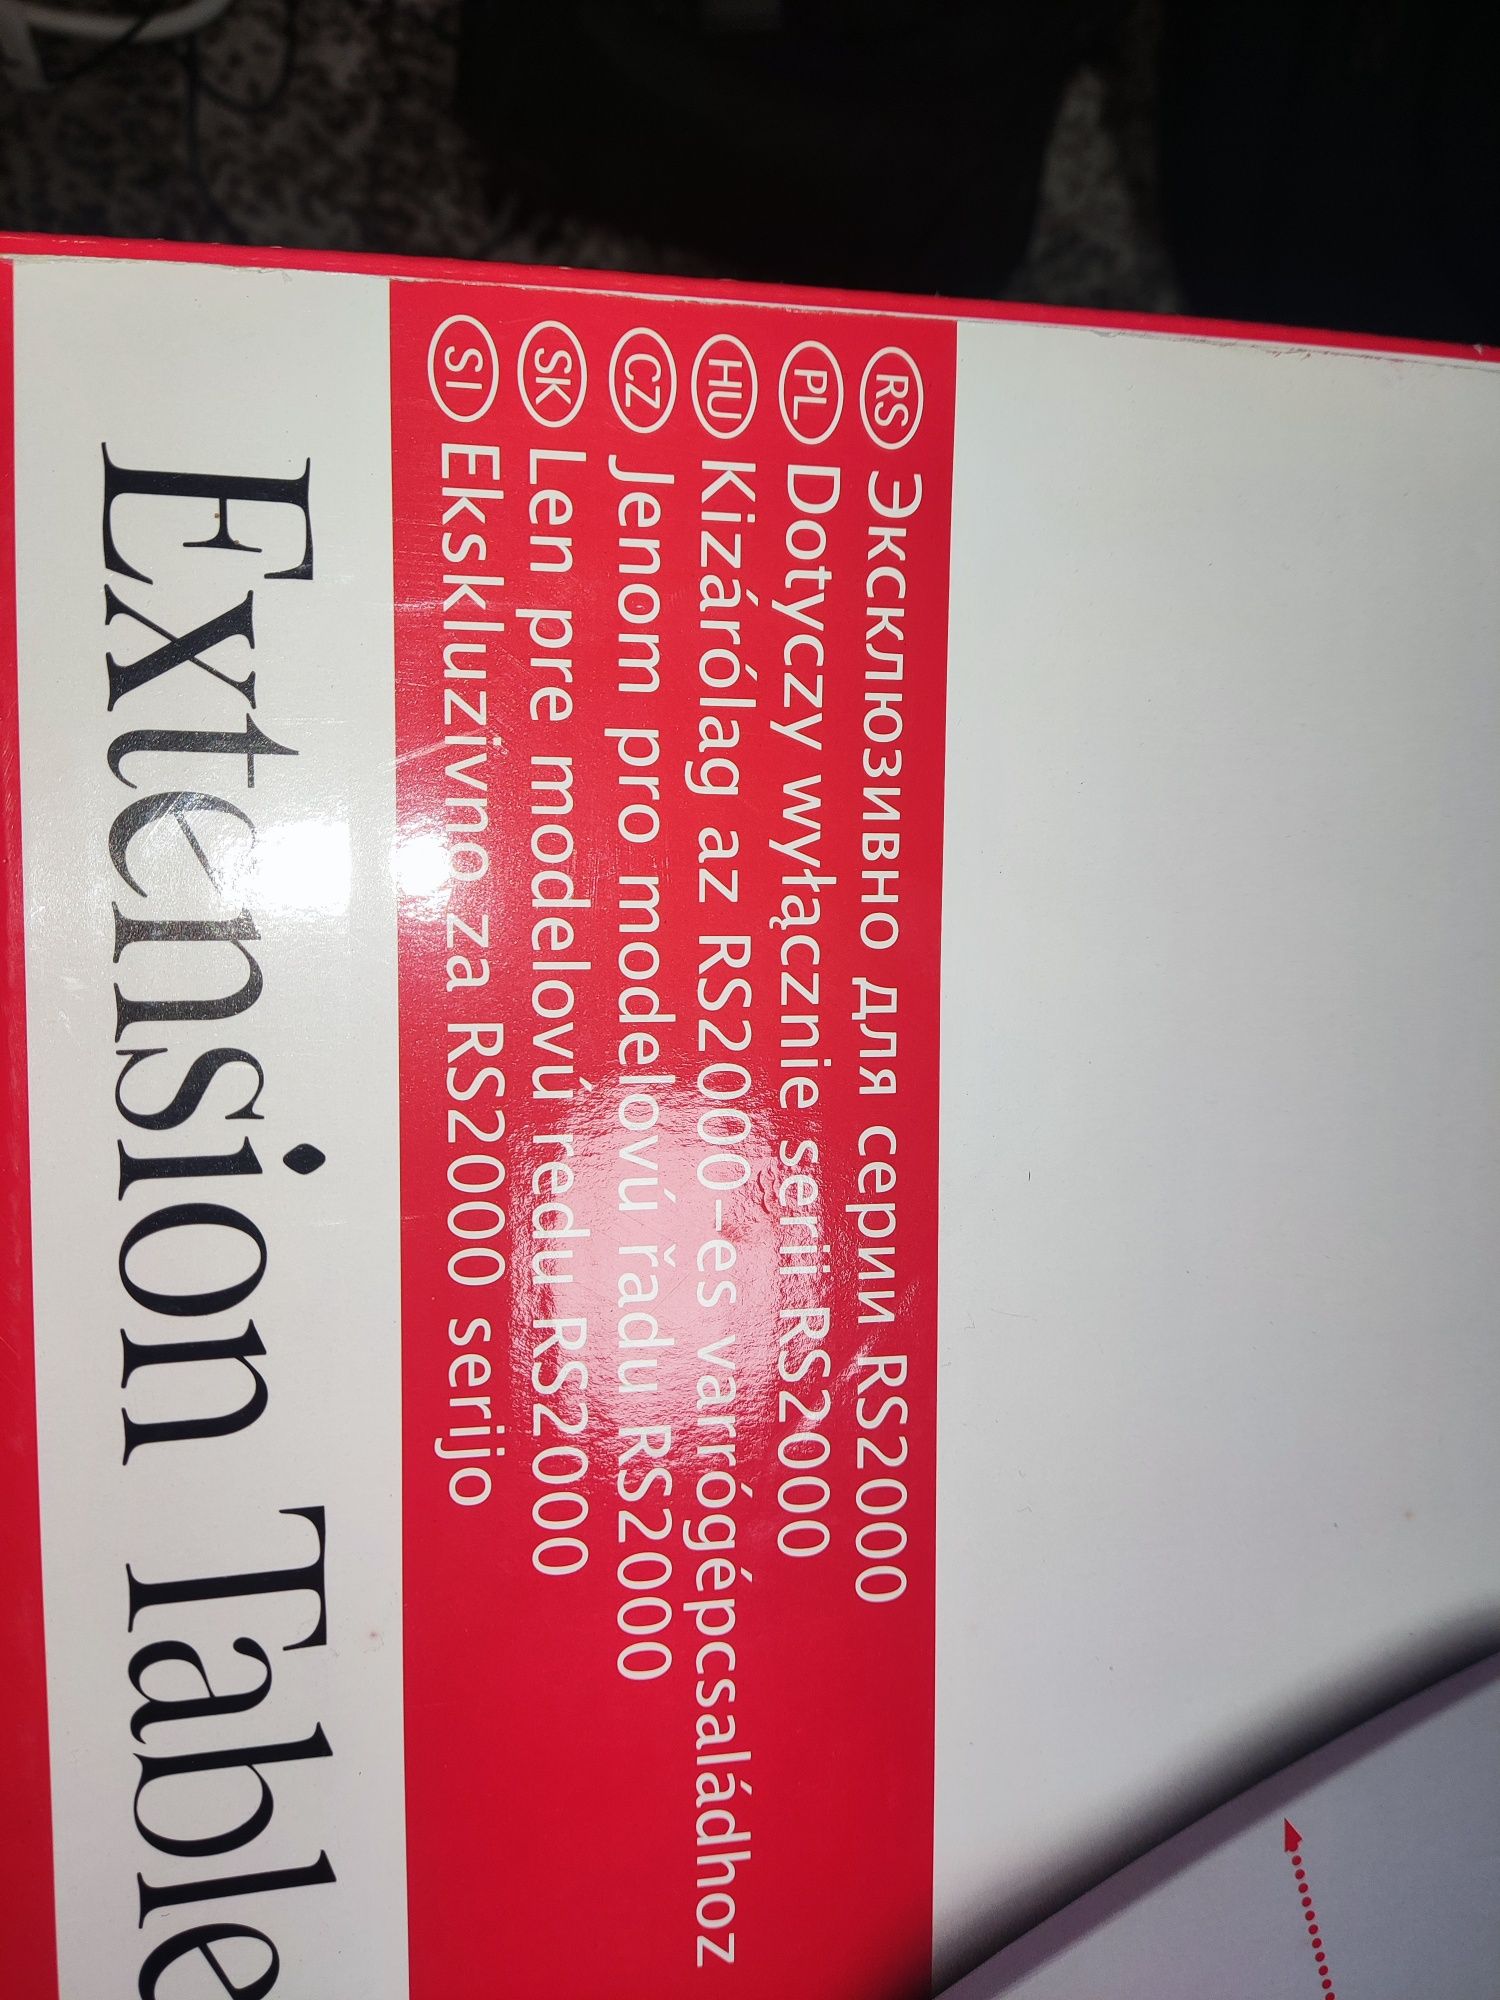 RS Эксклюзивно для серии RS2000
PL Dotyczy wyłącznie serii RS2000
HU Kizárólag az RS2000-es varrógépcsaládhoz
CZ Jenom pro modelovú řadu RS2000
SK Len pre modelovú redu RS2000
SI Ekskluzivno za RS2000 serijo
Extension Table